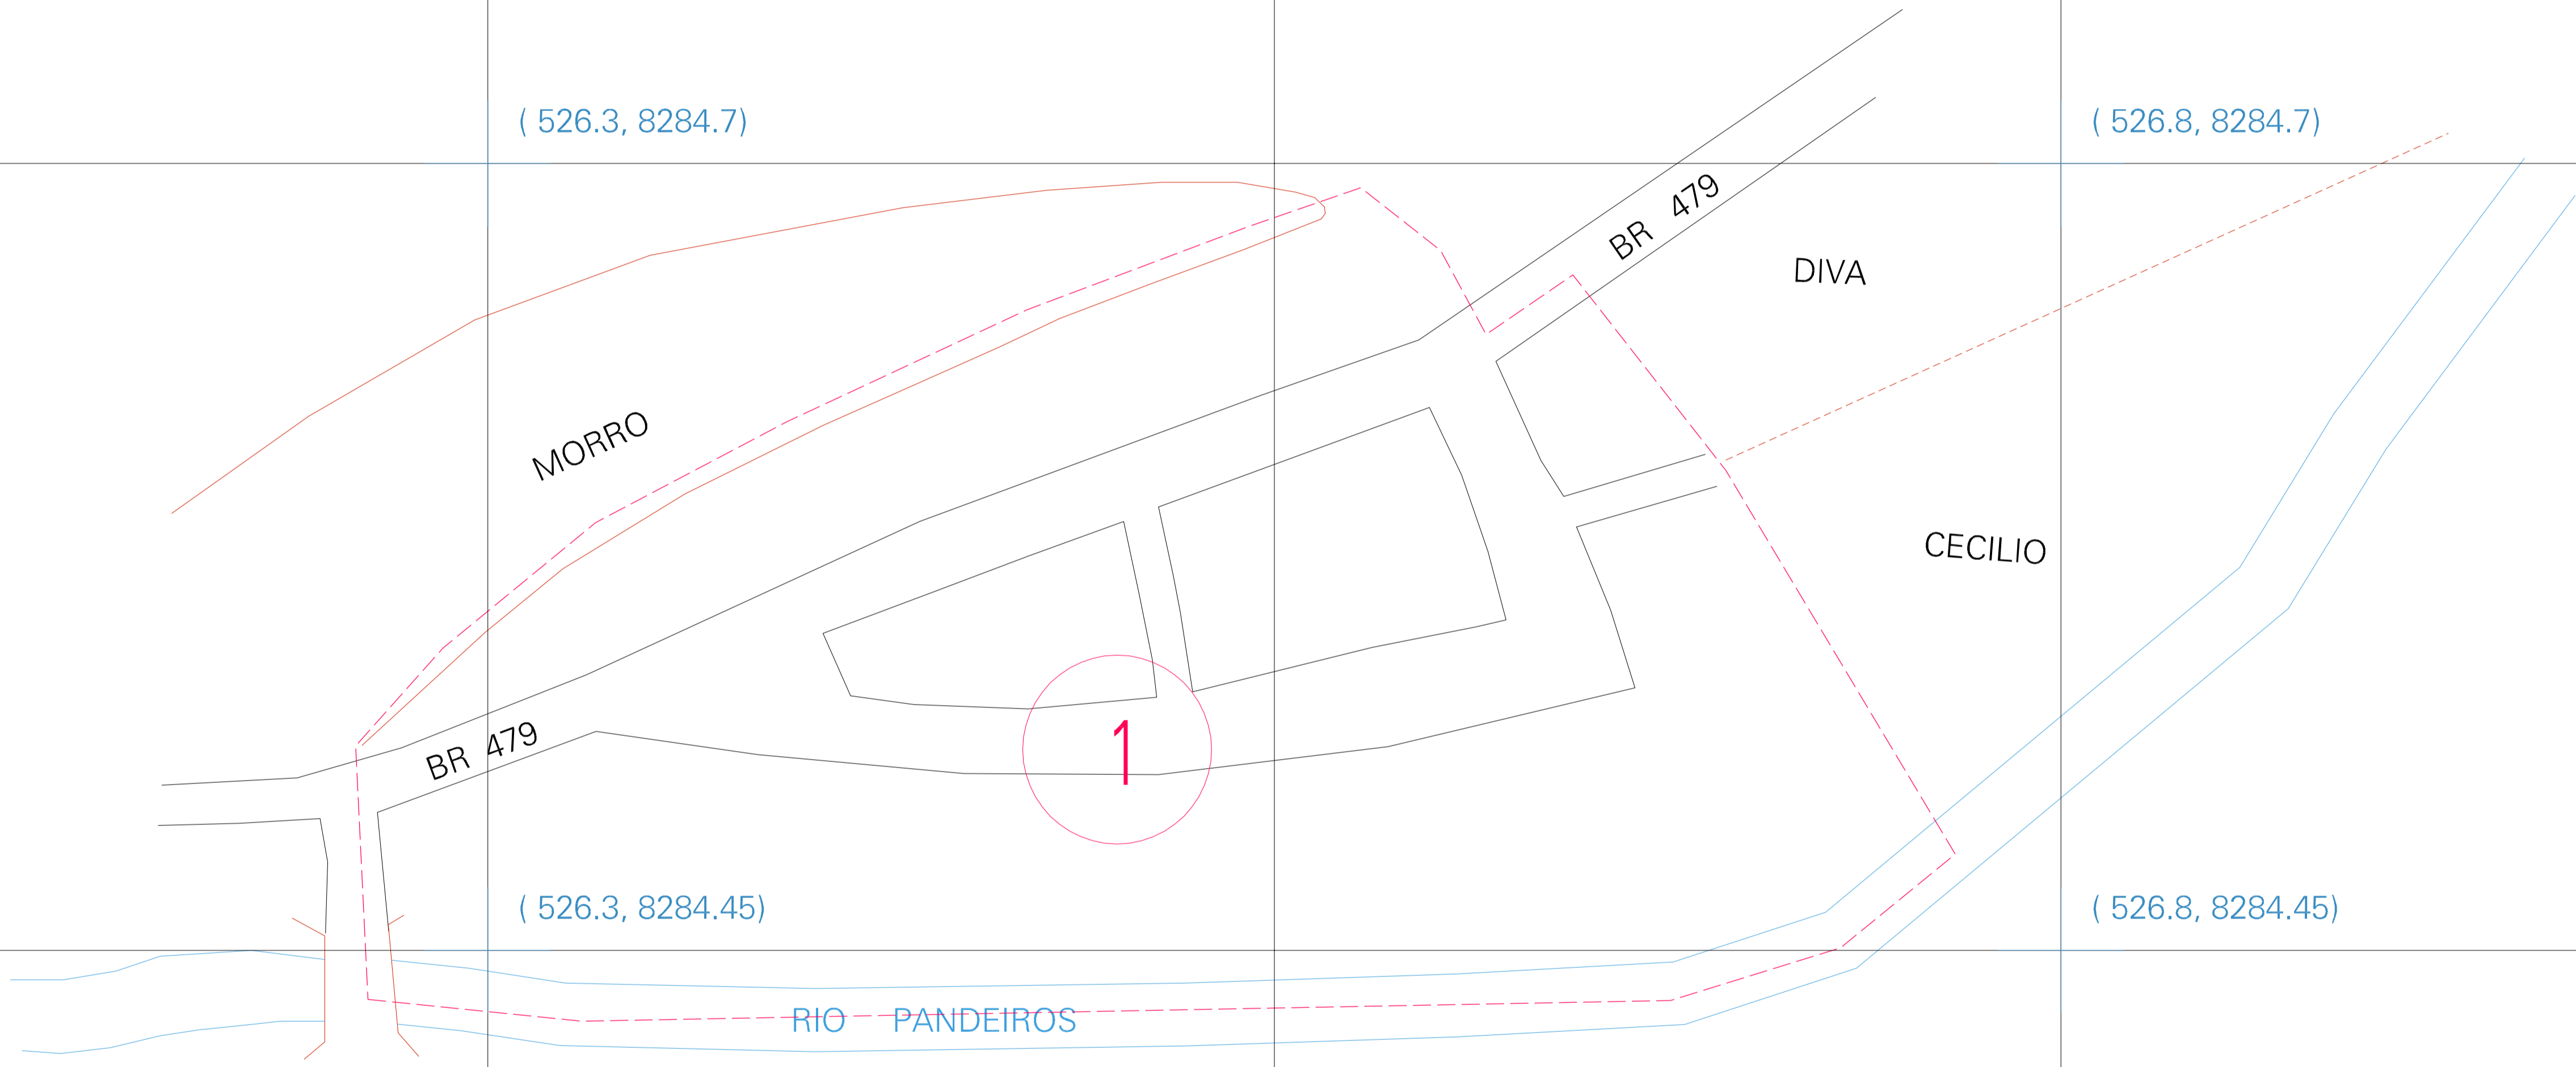 ( 526.3, 8284.7)
( 526.8, 8284.7)
BR 479
DIVA
MORRO
CECILIO
BR 479
1
( 526.3, 8284.45)
( 526.8, 8284.45)
RIO PANDEIROS